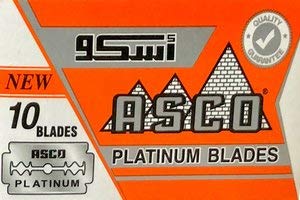 أسكو
QUALITY
GUARANTEE
NEW
ASCO®
10 BLADES
PLATINUM BLADES
ASCO
PLATINUM